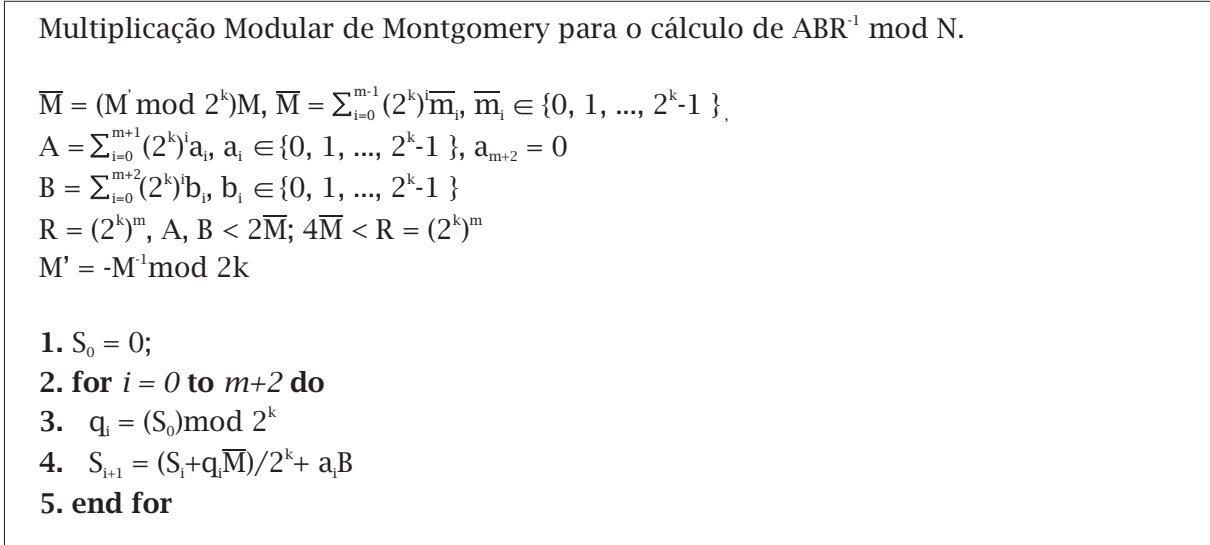 Multiplicação Modular de Montgomery para o cálculo de ABR⁻¹ mod N.
M̅ = (M' mod 2ᵏ)M, M̅ = ∑ᵢ₌₀ᵐ⁻¹(2ᵏ)ⁱm̅ᵢ, m̅ᵢ ∈ {0, 1, ..., 2ᵏ-1 },
A = ∑ᵢ₌₀ᵐ⁺¹(2ᵏ)ⁱaᵢ, aᵢ ∈{0, 1, ..., 2ᵏ-1 }, aₘ₊₂ = 0
B = ∑ᵢ₌₀ᵐ⁺²(2ᵏ)ⁱbᵢ, bᵢ ∈{0, 1, ..., 2ᵏ-1 }
R = (2ᵏ)ᵐ, A, B < 2M̅; 4M̅ < R = (2ᵏ)ᵐ
M' = -M⁻¹mod 2k
1. S₀ = 0;
2. for i = 0 to m+2 do
3. qᵢ = (S₀)mod 2ᵏ
4. Sᵢ₊₁ = (Sᵢ+qᵢM̅)/2ᵏ+ aᵢB
5. end for